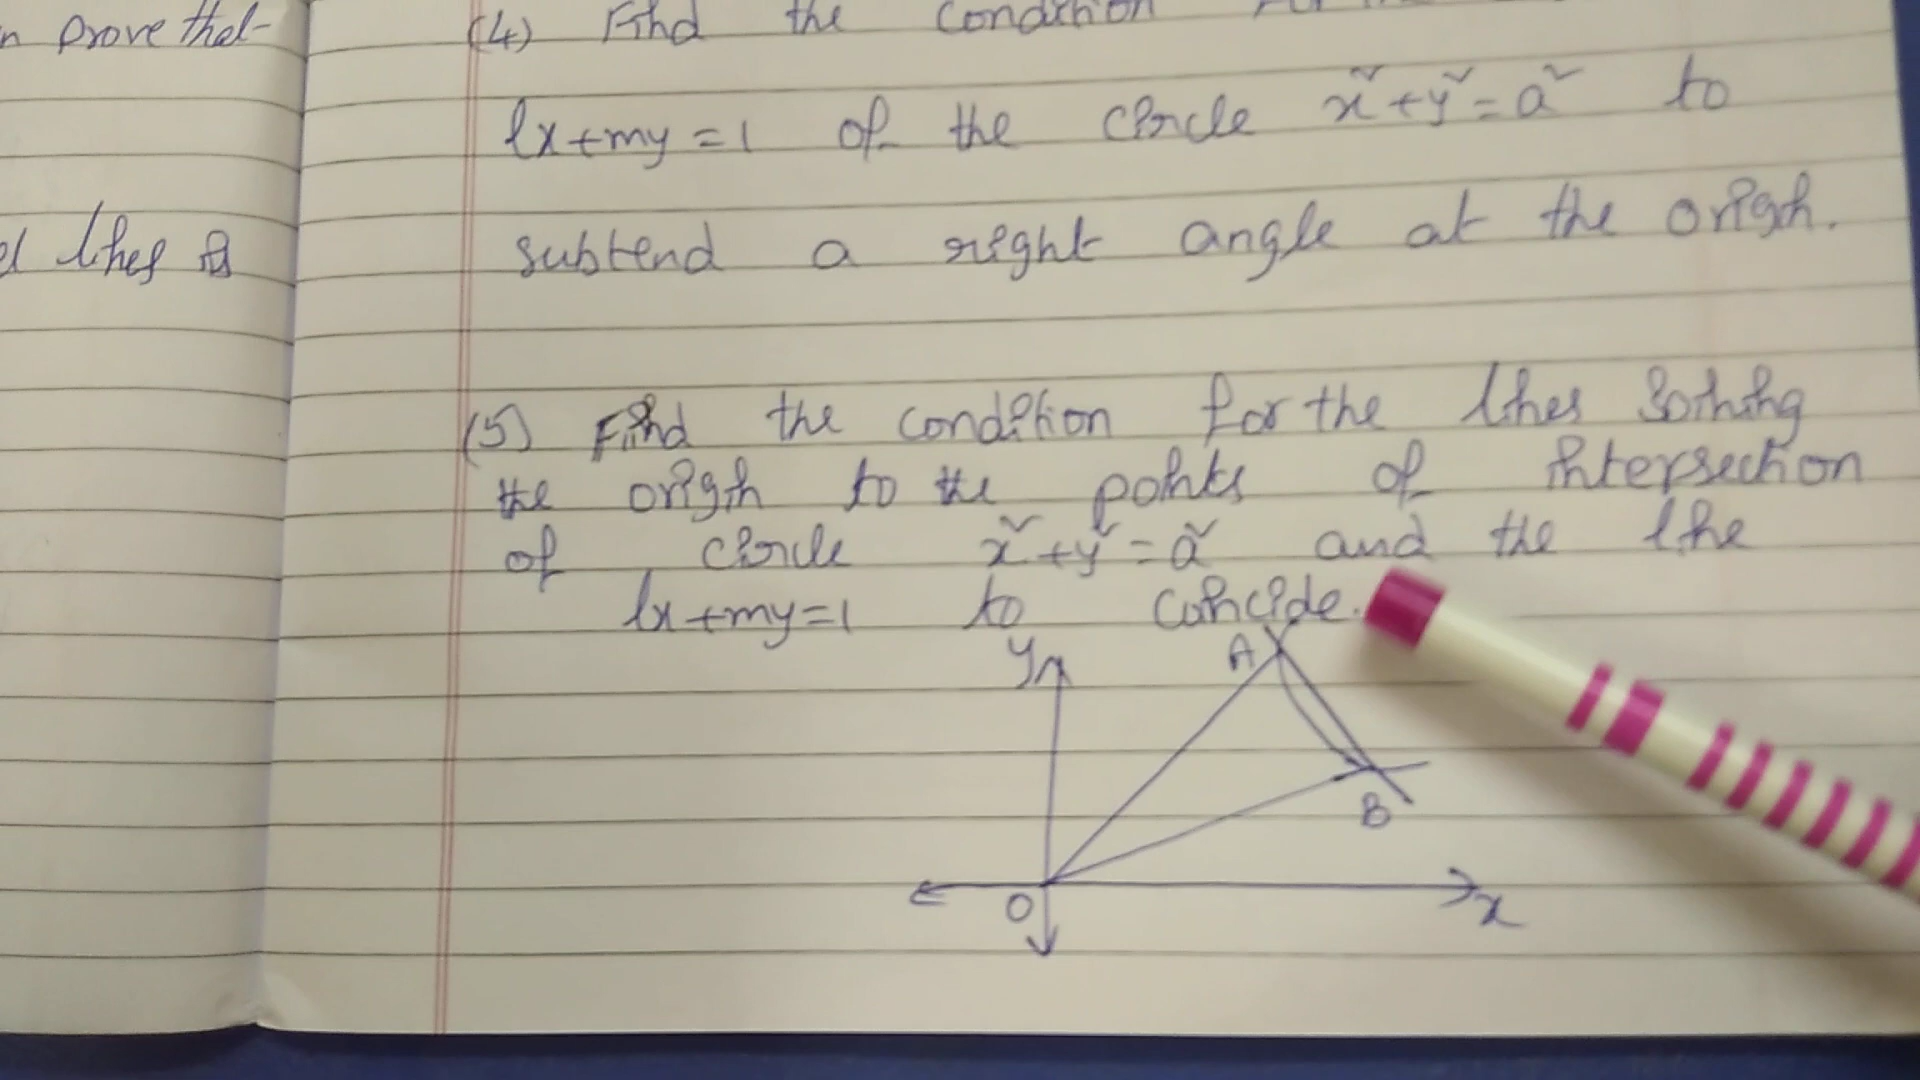 n prove that
(4) Find the condition
lx+my=1 of the circle x²+y²=a² to
lines is
subtend a right angle at the origin.
(5) Find the condition for the lines joining
the origin to the points of intersection
of circle x²+y²=a² and the line
lx+my=1 to coincide.
y
A
B
O
x